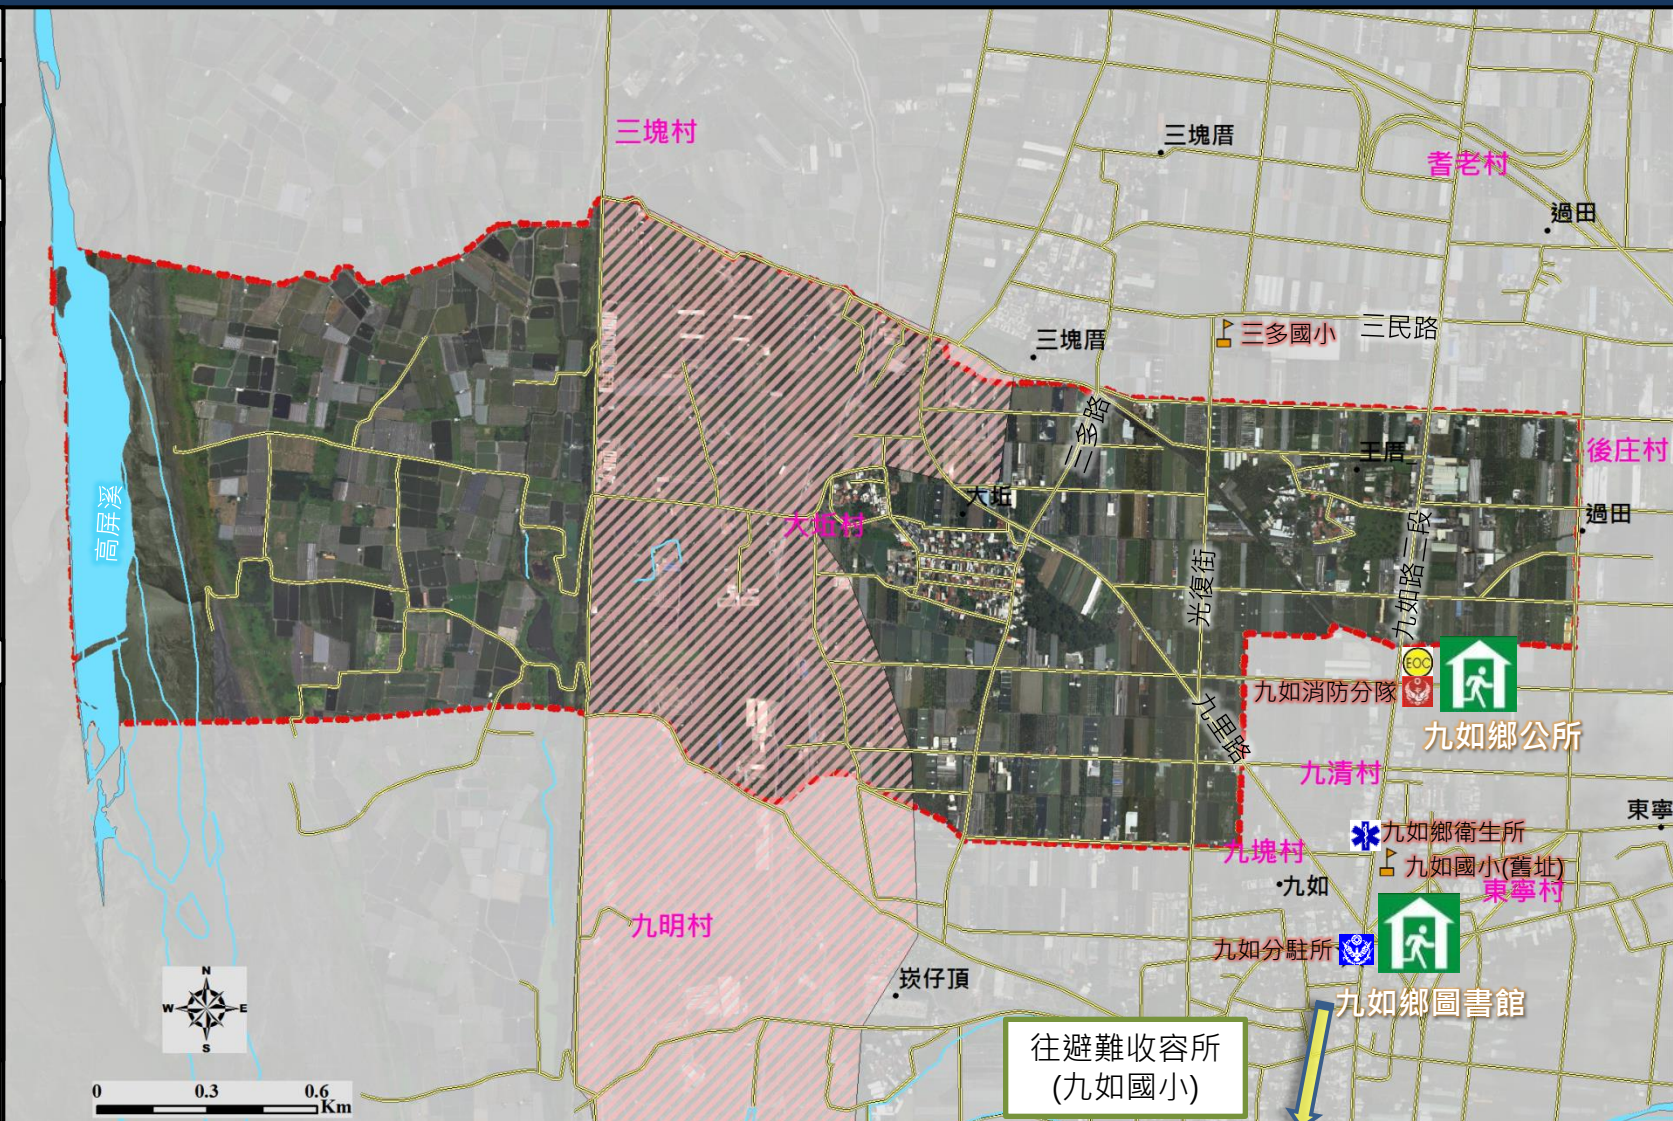 三塊村
三塊厝
耆老村
過田
三塊厝
三多國小
三民路
三多路
王厝
後庄村
高屏溪
大坵
大坵村
過田
光復街
九如路二段
EOC
九如消防分隊
九如鄉公所
九里路
九清村
東寧
九如鄉衛生所
九塊村
九如國小(舊址)
九如
東寧村
九明村
九如分駐所
崁仔頂
九如鄉圖書館
N
W
E
S
往避難收容所
(九如國小)
0
0.3
0.6
Km